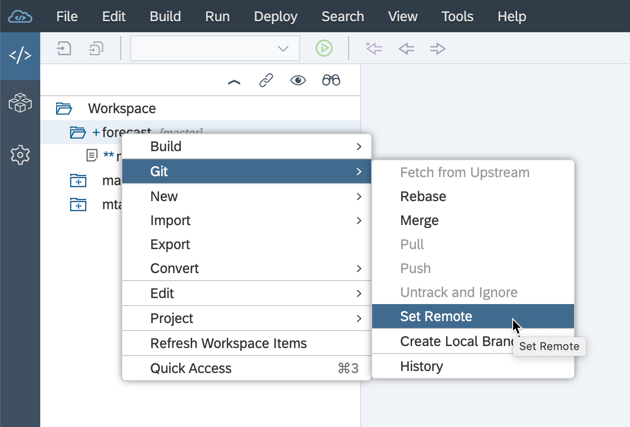 File Edit Build Run Deploy Search View Tools Help
Workspace
+forecast [master]
**
ma
mta
Build
Git
New
Import
Export
Convert
Edit
Project
Refresh Workspace Items
Quick Access ⌘3
Fetch from Upstream
Rebase
Merge
Pull
Push
Untrack and Ignore
Set Remote
Create Local Branc
Set Remote
History